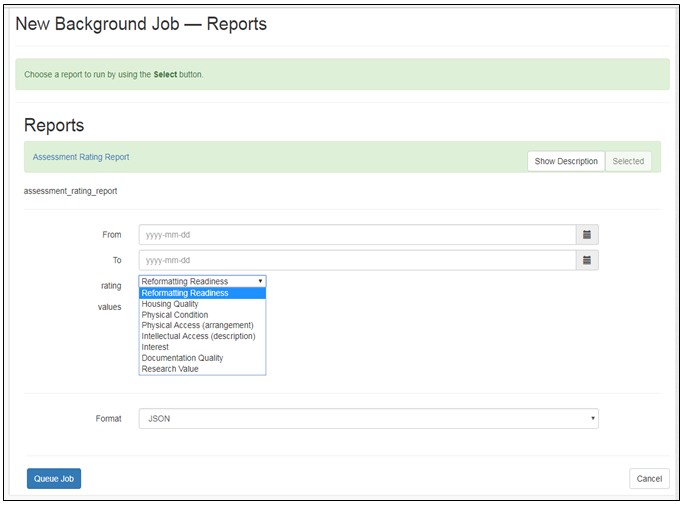 New Background Job — Reports
Choose a report to run by using the Select button.
Reports
Assessment Rating Report
Show Description
Selected
assessment_rating_report
From
yyyy-mm-dd
To
yyyy-mm-dd
rating
Reformatting Readiness
values
Reformatting Readiness
Housing Quality
Physical Condition
Physical Access (arrangement)
Intellectual Access (description)
Interest
Documentation Quality
Research Value
Format
JSON
Queue Job
Cancel